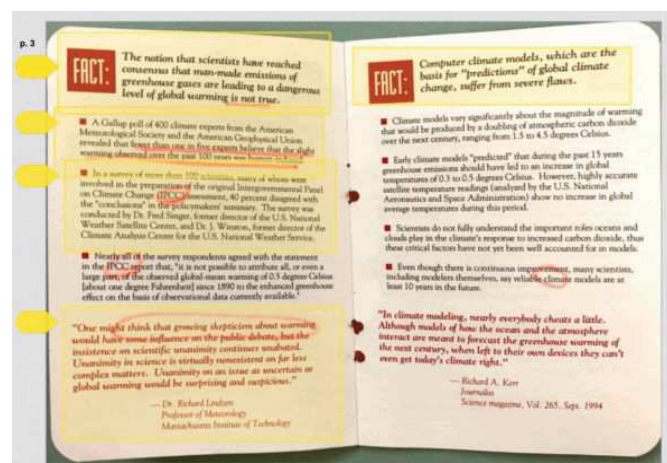 p. 3
FACT:
The notion that scientists have reached
consensus that man-made emissions of
greenhouse gases are leading to a dangerous
level of global warming is not true.
■ A Gallup poll of 400 climate experts from the American
Meteorological Society and the American Geophysical Union
revealed that fewer than one in five experts believe that the slight
warming observed over the past 100 years was human induced.
■ In a survey of more than 100 scientists, many of whom were
involved in the preparation of the original Intergovernmental Panel
on Climate Change (IPCC) assessment, 40 percent disagreed with
the "conclusions" in the policymakers' summary. The survey was
conducted by Dr. Fred Singer, former director of the U.S. National
Weather Satellite Center, and Dr. J. Winston, former director of the
Climate Analysis Center for the U.S. National Weather Service.
■ Nearly all of the survey respondents agreed with the statement
in the IPCC report that, "it is not possible to attribute all, or even a
large part, of the observed global-mean warming of 0.5 degrees Celsius
[about one degree Fahrenheit] since 1890 to the enhanced greenhouse
effect on the basis of observational data currently available."
"One might think that growing skepticism about warming
would have some influence on the public debate, but the
insistence on scientific unanimity continues unabated.
Unanimity in science is virtually nonexistent on far less
complex matters. Unanimity on an issue as uncertain as
global warming would be surprising and suspicious."
— Dr. Richard Lindzen
Professor of Meteorology
Massachusetts Institute of Technology
FACT:
Computer climate models, which are the
basis for "predictions" of global climate
change, suffer from severe flaws.
■ Climate models vary significantly about the magnitude of warming
that would be produced by a doubling of atmospheric carbon dioxide
over the next century, ranging from 1.5 to 4.5 degrees Celsius.
■ Early climate models "predicted" that during the past 15 years
greenhouse emissions should have led to an increase in global
temperatures of 0.3 to 0.5 degrees Celsius. However, highly accurate
satellite temperature readings (analyzed by the U.S. National
Aeronautics and Space Administration) show no increase in global
average temperatures during this period.
■ Scientists do not fully understand the important roles oceans and
clouds play in the climate's response to increased carbon dioxide, thus
these critical factors have not yet been well accounted for in models.
■ Even though there is continuous improvement, many scientists,
including modelers themselves, say reliable climate models are at
least 10 years in the future.
"In climate modeling, nearly everybody cheats a little.
Although models of how the ocean and the atmosphere
interact are meant to forecast the greenhouse warming of
the next century, when left to their own devices they can't
even get today's climate right."
— Richard A. Kerr
Journalist
Science magazine, Vol. 265, Sept. 1994